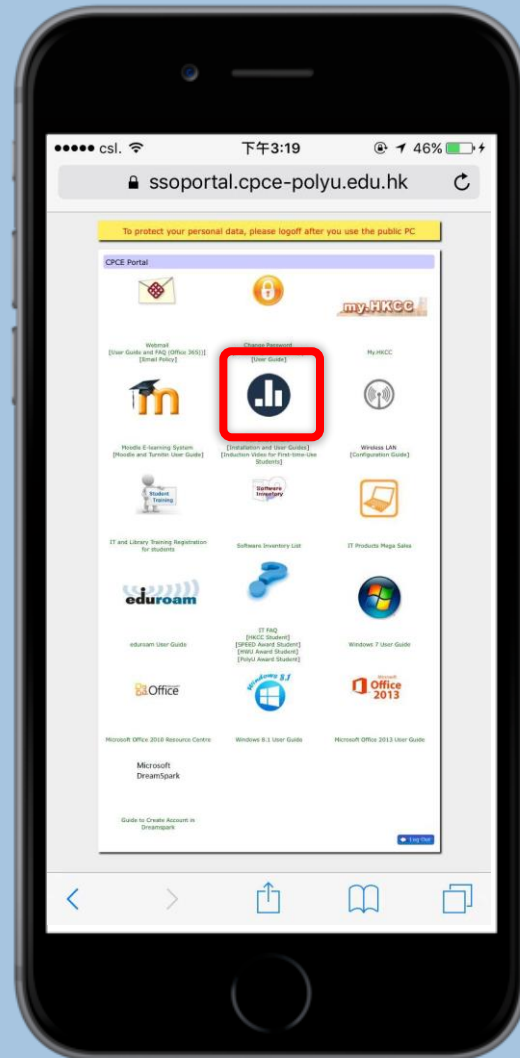 csl.
下午3:19
46%
ssoportal.cpce-polyu.edu.hk
To protect your personal data, please logoff after you use the public PC
CPCE Portal
my.HKCC
Webmail
[User Guide and FAQ (Office 365)]
[Email Policy]
Change Password
[User Guide]
My.HKCC
m
Moodle E-learning System
[Moodle and Turnitin User Guide]
[Installation and User Guides]
[Induction Video for First-time-Use
Students]
Wireless LAN
[Configuration Guide]
Student
Training
Software
Inventory
IT and Library Training Registration
for students
Software Inventory List
IT Products Mega Sales
eduroam
eduroam User Guide
IT FAQ
[HKCC Student]
[SPEED Award Student]
[HWU Award Student]
[PolyU Award Student]
Windows 7 User Guide
Office
Windows 8.1
Microsoft
Office
2013
Microsoft Office 2010 Resource Centre
Windows 8.1 User Guide
Microsoft Office 2013 User Guide
Microsoft
DreamSpark
Guide to Create Account in
Dreamspark
Log Out